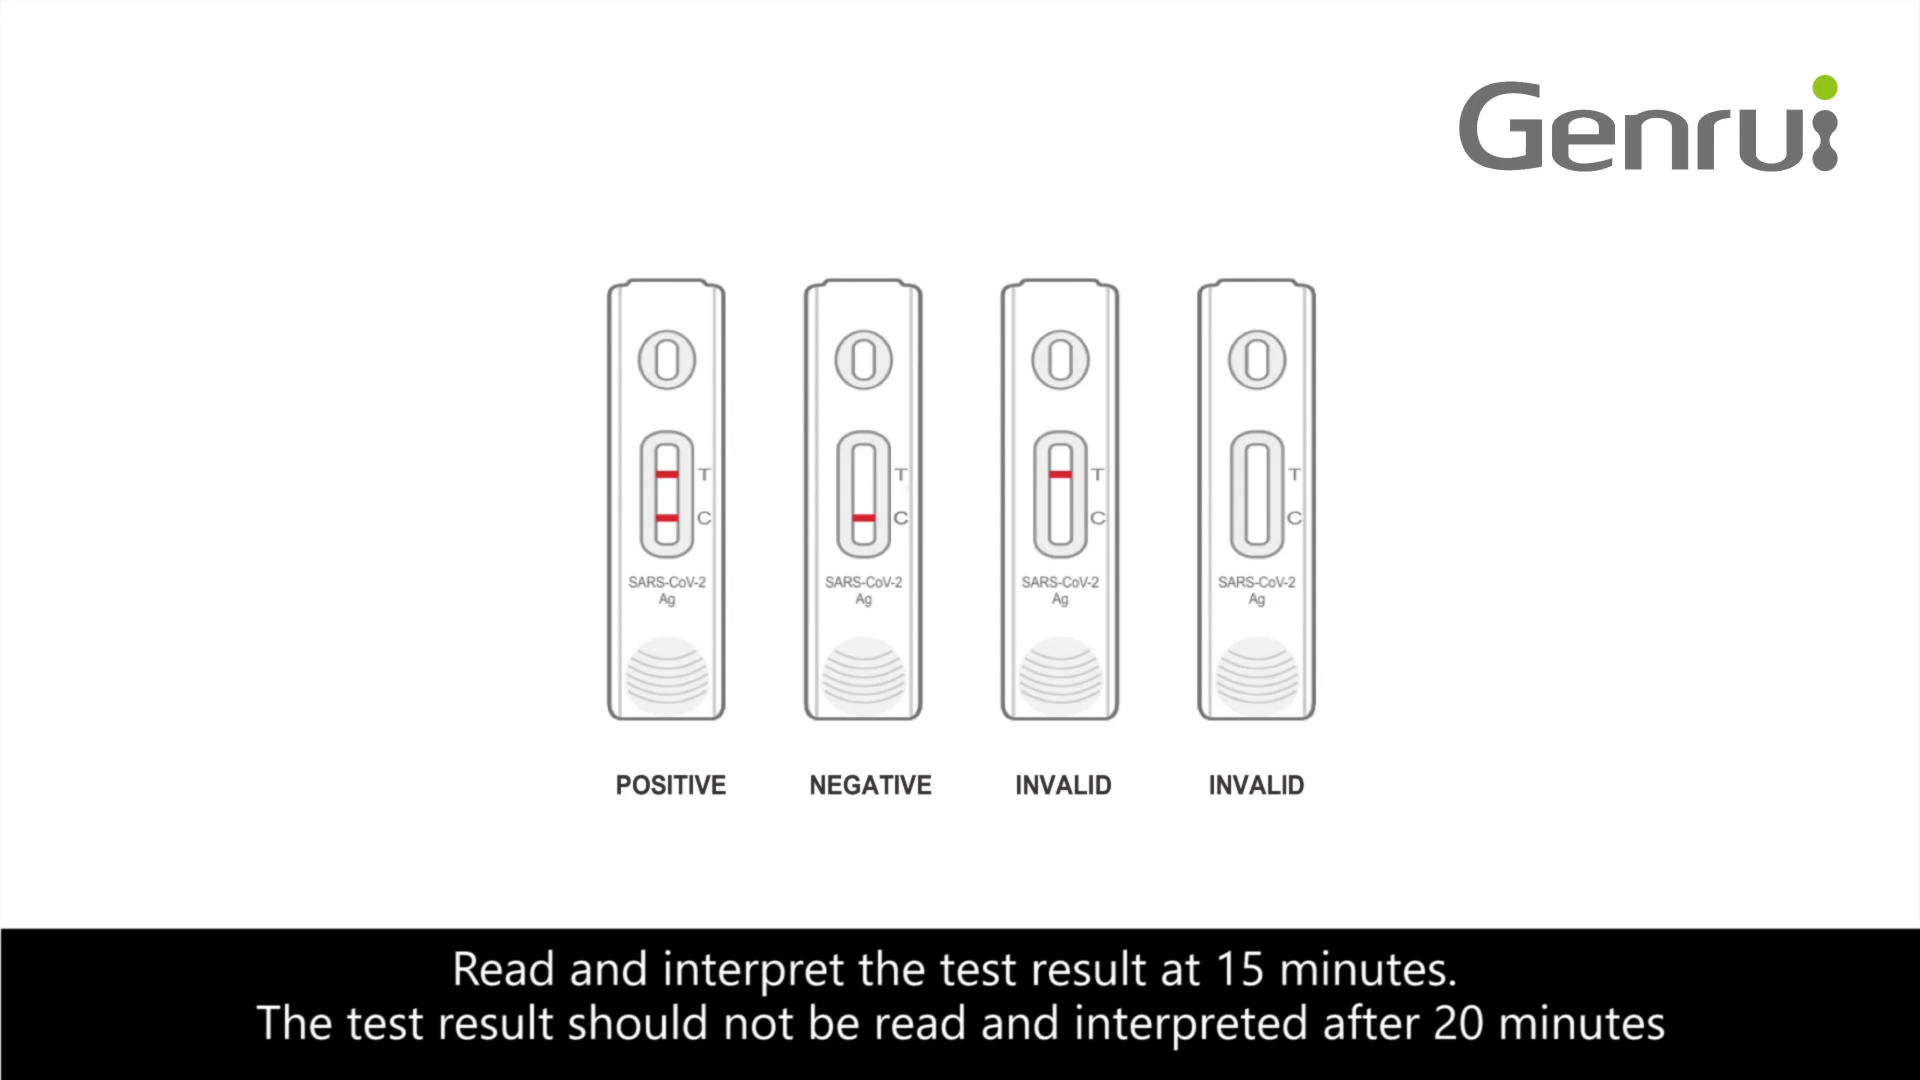 Genrui
T
C
SARS-CoV-2
Ag
T
C
SARS-CoV-2
Ag
T
C
SARS-CoV-2
Ag
T
C
SARS-CoV-2
Ag
POSITIVE
NEGATIVE
INVALID
INVALID
Read and interpret the test result at 15 minutes.
The test result should not be read and interpreted after 20 minutes